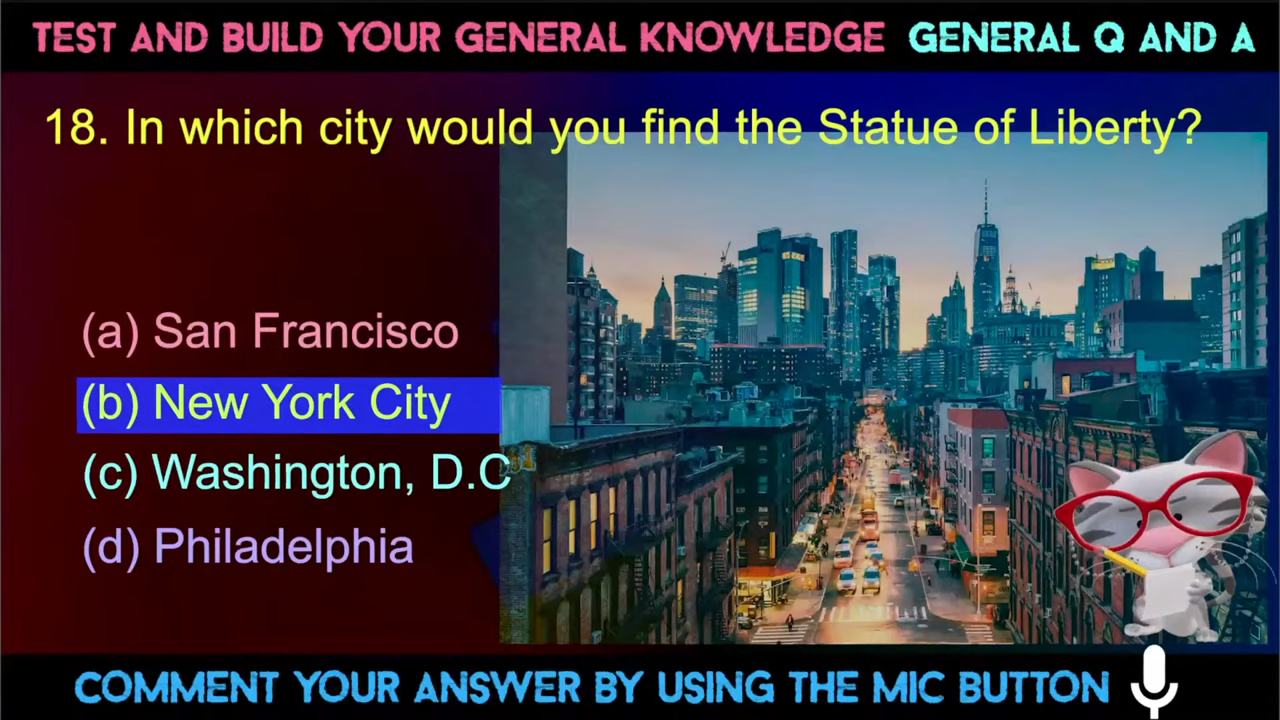 TEST AND BUILD YOUR GENERAL KNOWLEDGE GENERAL Q AND A
18. In which city would you find the Statue of Liberty?
(a) San Francisco
(b) New York City
(c) Washington, D.C
(d) Philadelphia
COMMENT YOUR ANSWER BY USING THE MIC BUTTON